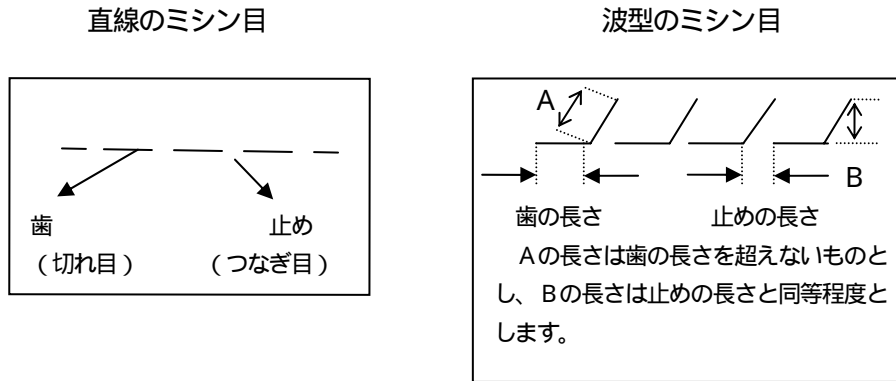 直線のミシン目
歯
(切れ目)
止め
(つなぎ目)
波型のミシン目
A
B
歯の長さ
止めの長さ
Aの長さは歯の長さを超えないものと
し、Bの長さは止めの長さと同等程度と
します。